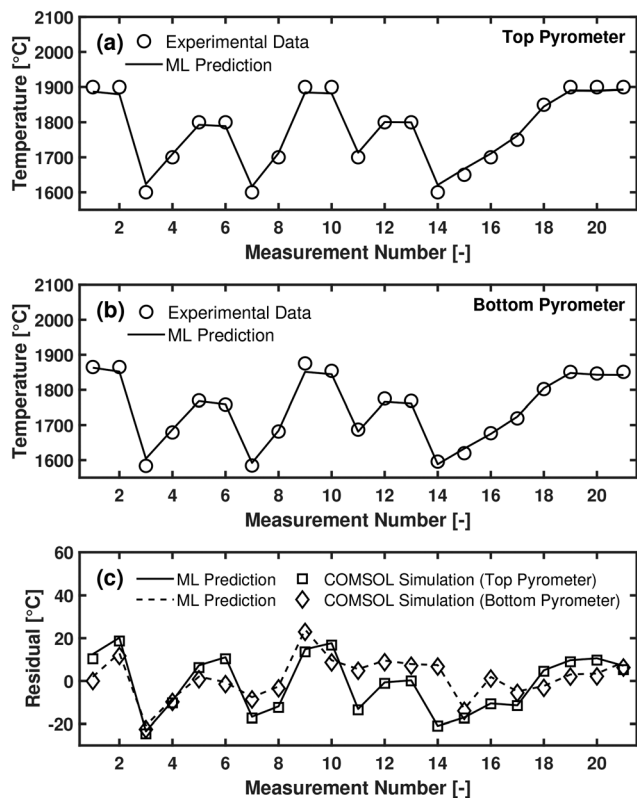 2100
2000
1900
1800
1700
1600
Temperature [°C]
(a)
Experimental Data
ML Prediction
Top Pyrometer
2 4 6 8 10 12 14 16 18 20
Measurement Number [-]
2100
2000
1900
1800
1700
1600
Temperature [°C]
(b)
Experimental Data
ML Prediction
Bottom Pyrometer
2 4 6 8 10 12 14 16 18 20
Measurement Number [-]
60
40
20
0
-20
Residual [°C]
(c)
ML Prediction COMSOL Simulation (Top Pyrometer)
ML Prediction COMSOL Simulation (Bottom Pyrometer)
2 4 6 8 10 12 14 16 18 20
Measurement Number [-]